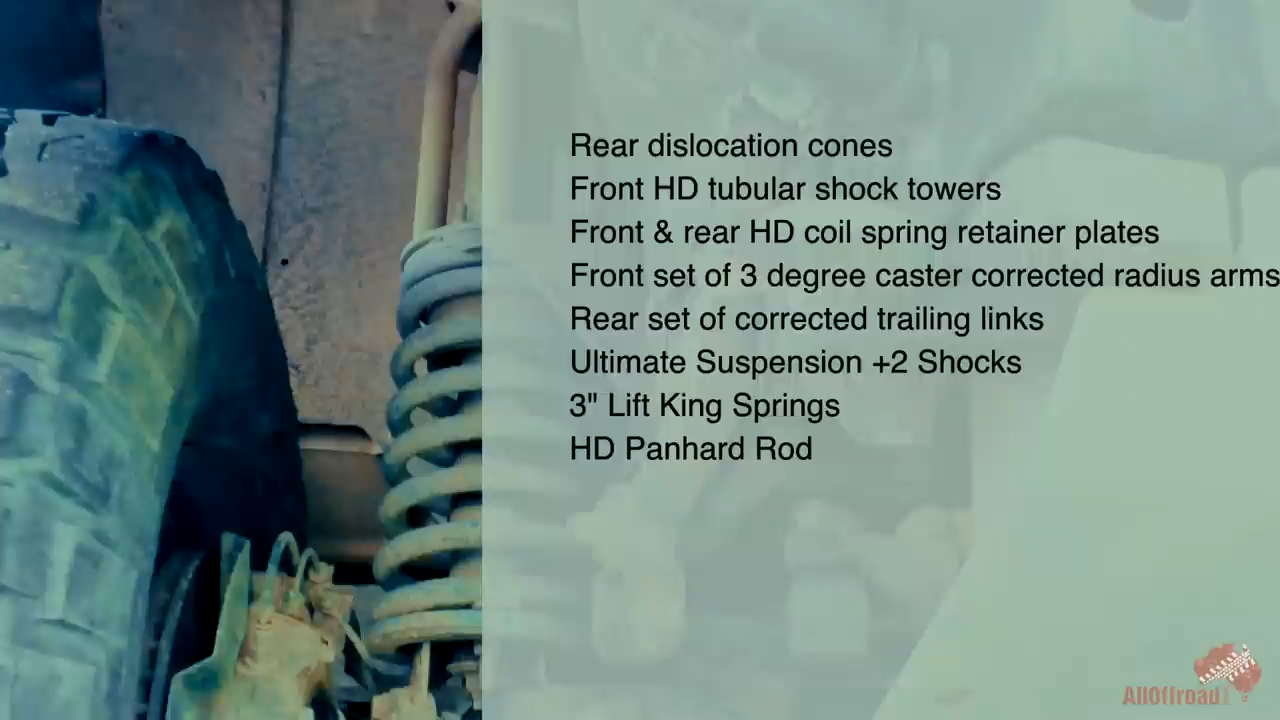 Rear dislocation cones
Front HD tubular shock towers
Front & rear HD coil spring retainer plates
Front set of 3 degree caster corrected radius arms
Rear set of corrected trailing links
Ultimate Suspension +2 Shocks
3" Lift King Springs
HD Panhard Rod
AllOffroad